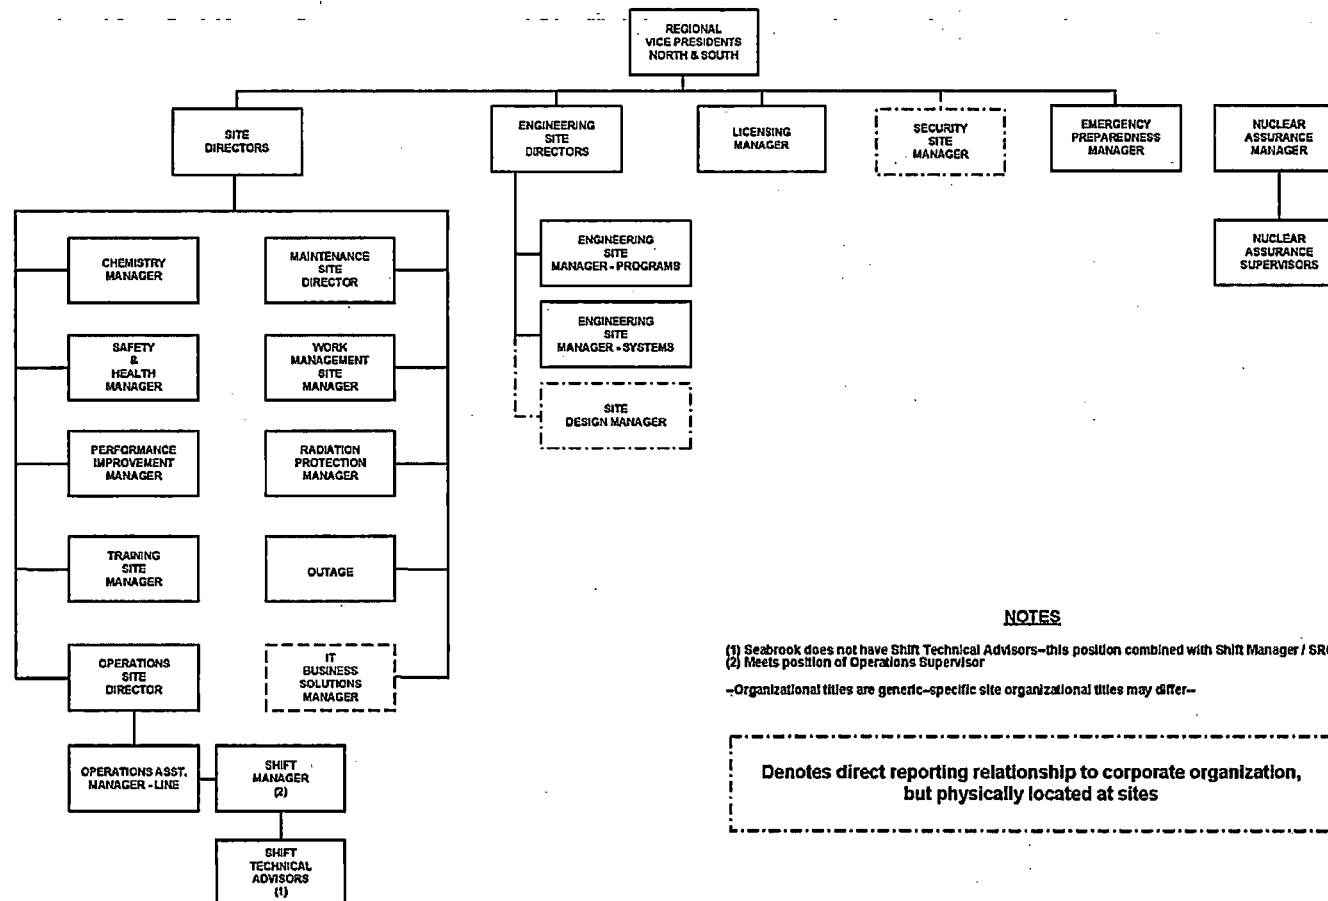 REGIONAL
VICE PRESIDENTS
NORTH & SOUTH
SITE
DIRECTORS
ENGINEERING
SITE
DIRECTORS
LICENSING
MANAGER
SECURITY
SITE
MANAGER
EMERGENCY
PREPAREDNESS
MANAGER
NUCLEAR
ASSURANCE
MANAGER
NUCLEAR
ASSURANCE
SUPERVISORS
ENGINEERING
SITE
MANAGER - PROGRAMS
ENGINEERING
SITE
MANAGER - SYSTEMS
SITE
DESIGN MANAGER
CHEMISTRY
MANAGER
MAINTENANCE
SITE
DIRECTOR
SAFETY
&
HEALTH
MANAGER
WORK
MANAGEMENT
SITE
MANAGER
PERFORMANCE
IMPROVEMENT
MANAGER
RADIATION
PROTECTION
MANAGER
TRAINING
SITE
MANAGER
OUTAGE
OPERATIONS
SITE
DIRECTOR
IT
BUSINESS
SOLUTIONS
MANAGER
OPERATIONS ASST.
MANAGER - LINE
SHIFT
MANAGER
(2)
SHIFT
TECHNICAL
ADVISORS
(1)
NOTES
(1) Seabrook does not have Shift Technical Advisors--this position combined with Shift Manager / SRO
(2) Meets position of Operations Supervisor
--Organizational titles are generic--specific site organizational titles may differ--
Denotes direct reporting relationship to corporate organization,
but physically located at sites